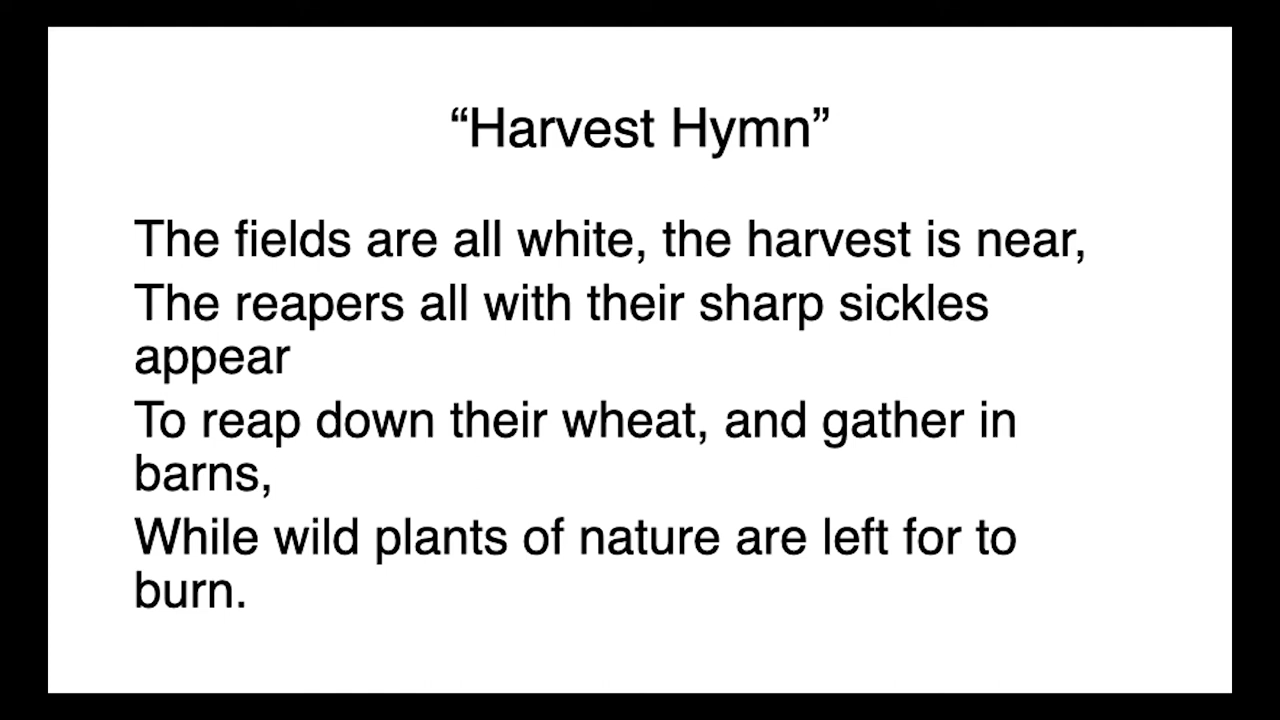 “Harvest Hymn”
The fields are all white, the harvest is near,
The reapers all with their sharp sickles
appear
To reap down their wheat, and gather in
barns,
While wild plants of nature are left for to
burn.